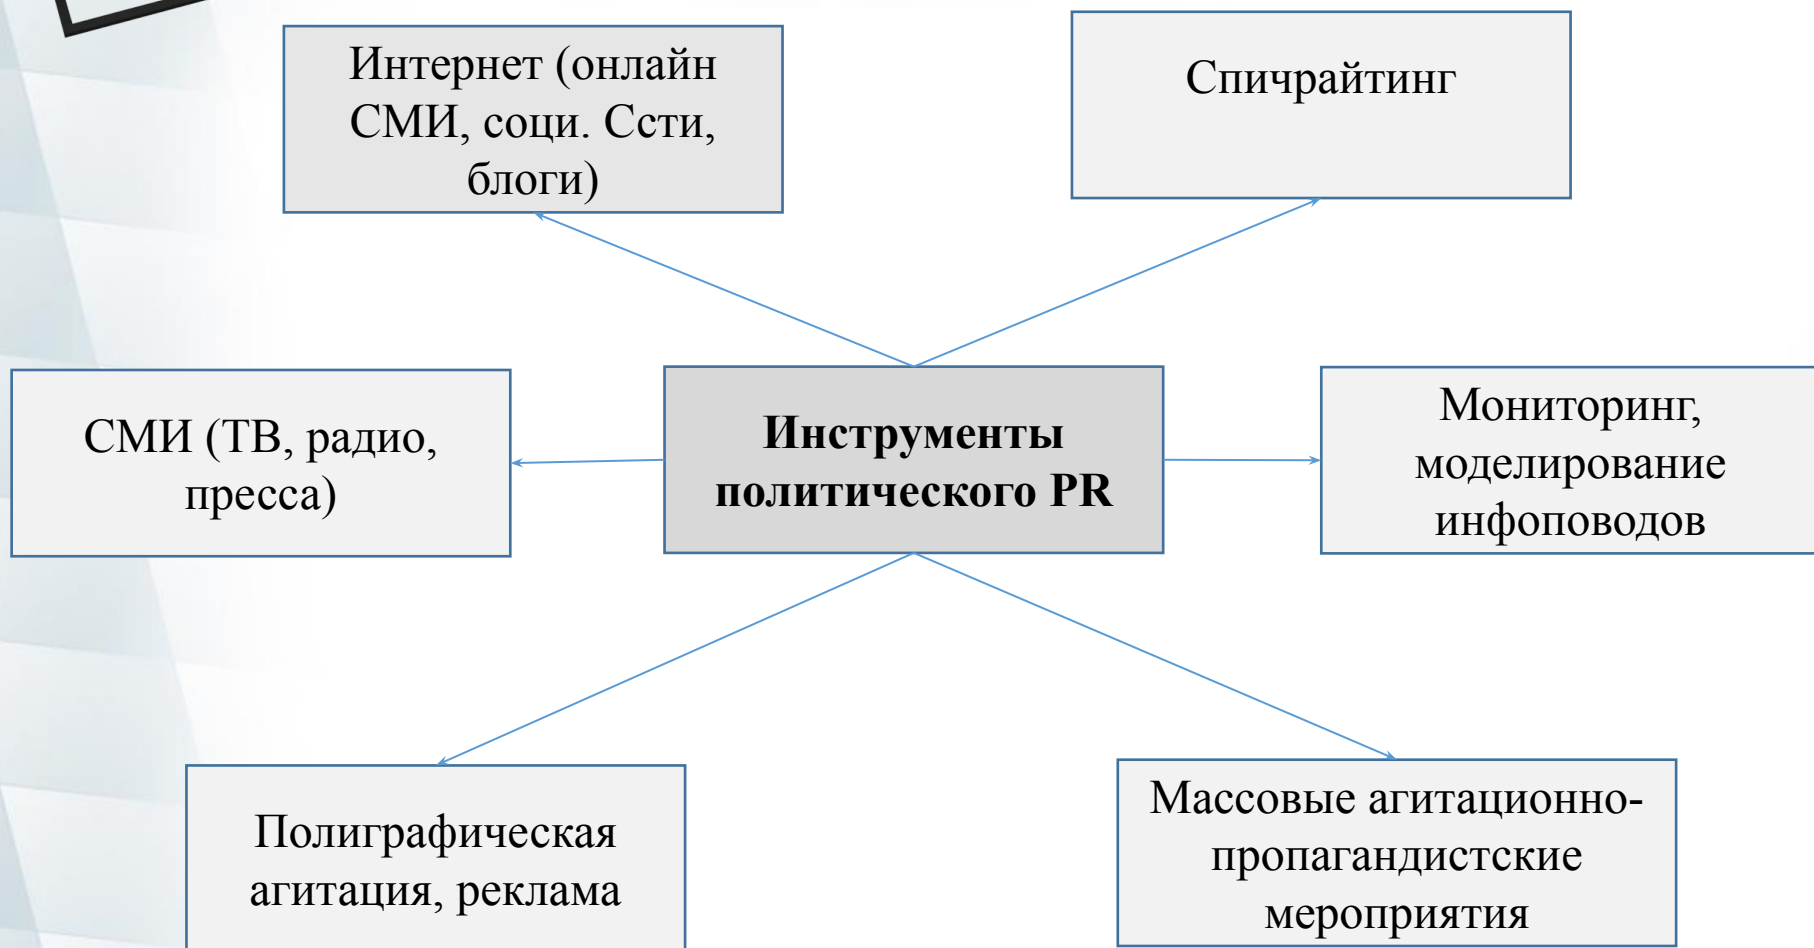 Интернет (онлайн
СМИ, соци. Ссти,
блоги)
Спичрайтинг
СМИ (ТВ, радио,
пресса)
Инструменты
политического PR
Мониторинг,
моделирование
инфоповодов
Полиграфическая
агитация, реклама
Массовые агитационно-
пропагандистские
мероприятия